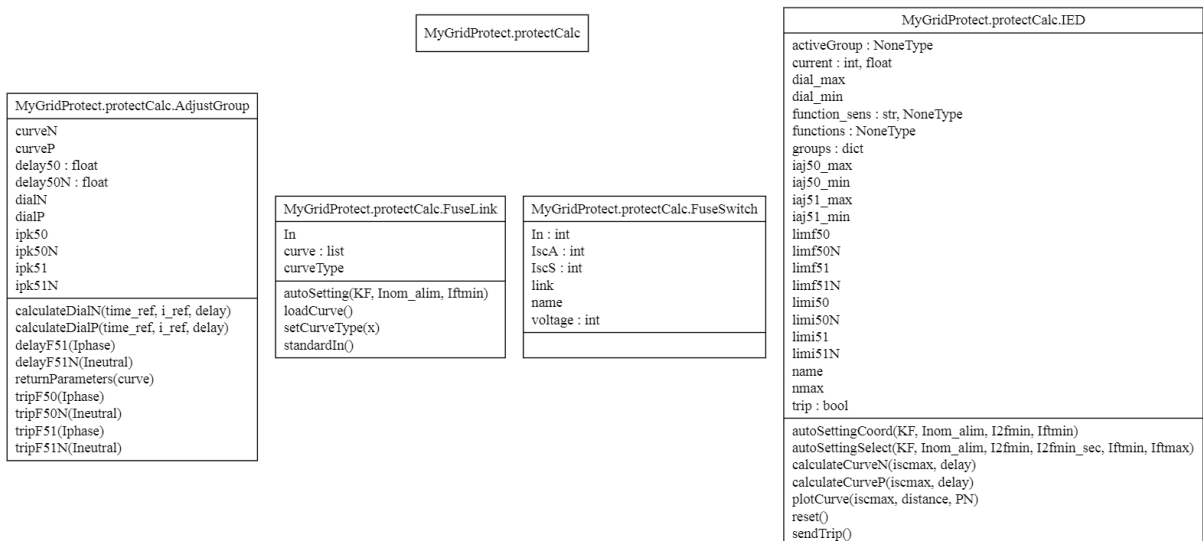 MyGridProtect.protectCalc
MyGridProtect.protectCalc.AdjustGroup
curveN
curveP
delay50 : float
delay50N : float
dialN
dialP
ipk50
ipk50N
ipk51
ipk51N
calculateDialN(time_ref, i_ref, delay)
calculateDialP(time_ref, i_ref, delay)
delayF51(Iphase)
delayF51N(Ineutral)
returnParameters(curve)
tripF50(Iphase)
tripF50N(Ineutral)
tripF51(Iphase)
tripF51N(Ineutral)
MyGridProtect.protectCalc.FuseLink
In
curve : list
curveType
autoSetting(KF, Inom_alim, Iftmin)
loadCurve()
setCurveType(x)
standardIn()
MyGridProtect.protectCalc.FuseSwitch
In : int
IscA : int
IscS : int
link
name
voltage : int
MyGridProtect.protectCalc.IED
activeGroup : NoneType
current : int, float
dial_max
dial_min
function_sens : str, NoneType
functions : NoneType
groups : dict
iaj50_max
iaj50_min
iaj51_max
iaj51_min
limf50
limf50N
limf51
limf51N
limi50
limi50N
limi51
limi51N
name
nmax
trip : bool
autoSettingCoord(KF, Inom_alim, I2fmin, Iftmin)
autoSettingSelect(KF, Inom_alim, I2fmin, I2fmin_sec, Iftmin, Iftmax)
calculateCurveN(iscmax, delay)
calculateCurveP(iscmax, delay)
plotCurve(iscmax, distance, PN)
reset()
sendTrip()